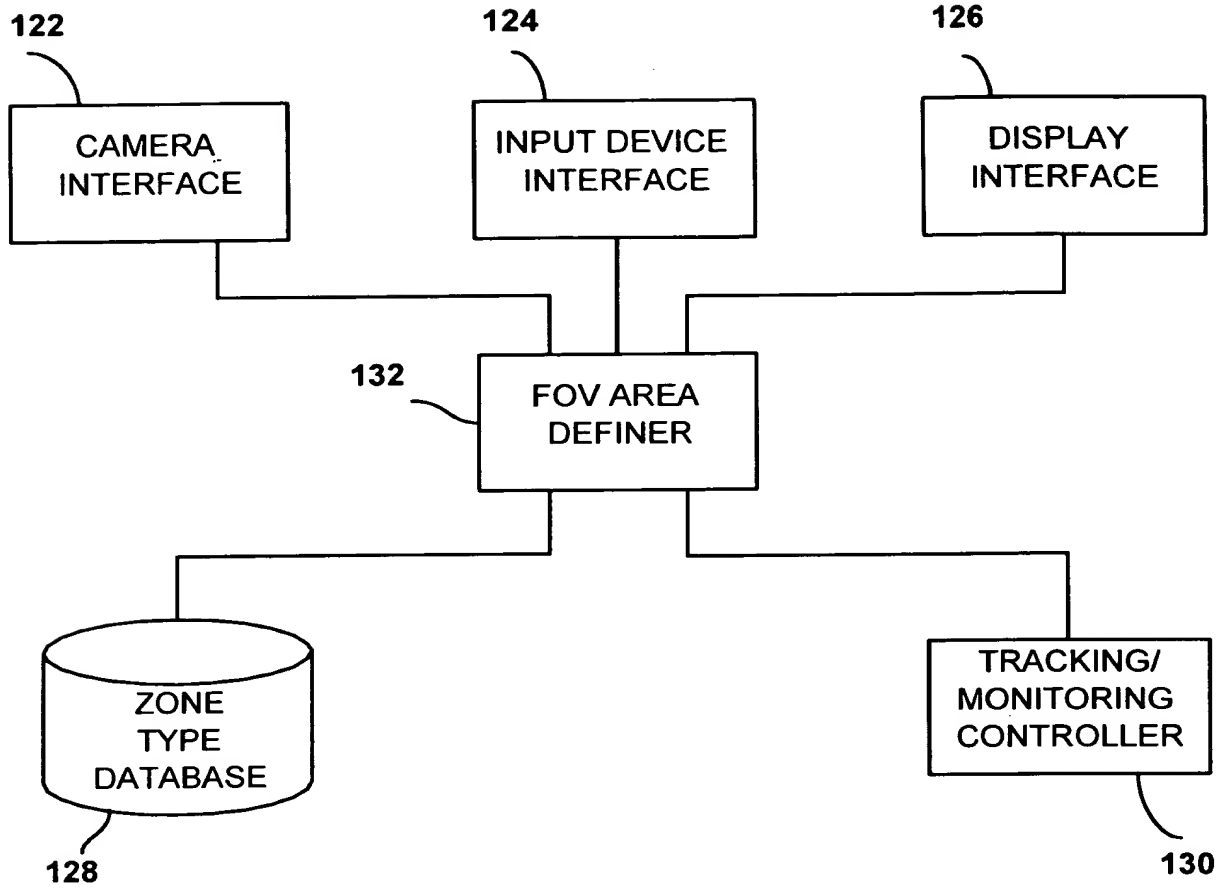 122
124
126
CAMERA
INTERFACE
INPUT DEVICE
INTERFACE
DISPLAY
INTERFACE
132
FOV AREA
DEFINER
ZONE
TYPE
DATABASE
TRACKING/
MONITORING
CONTROLLER
128
130